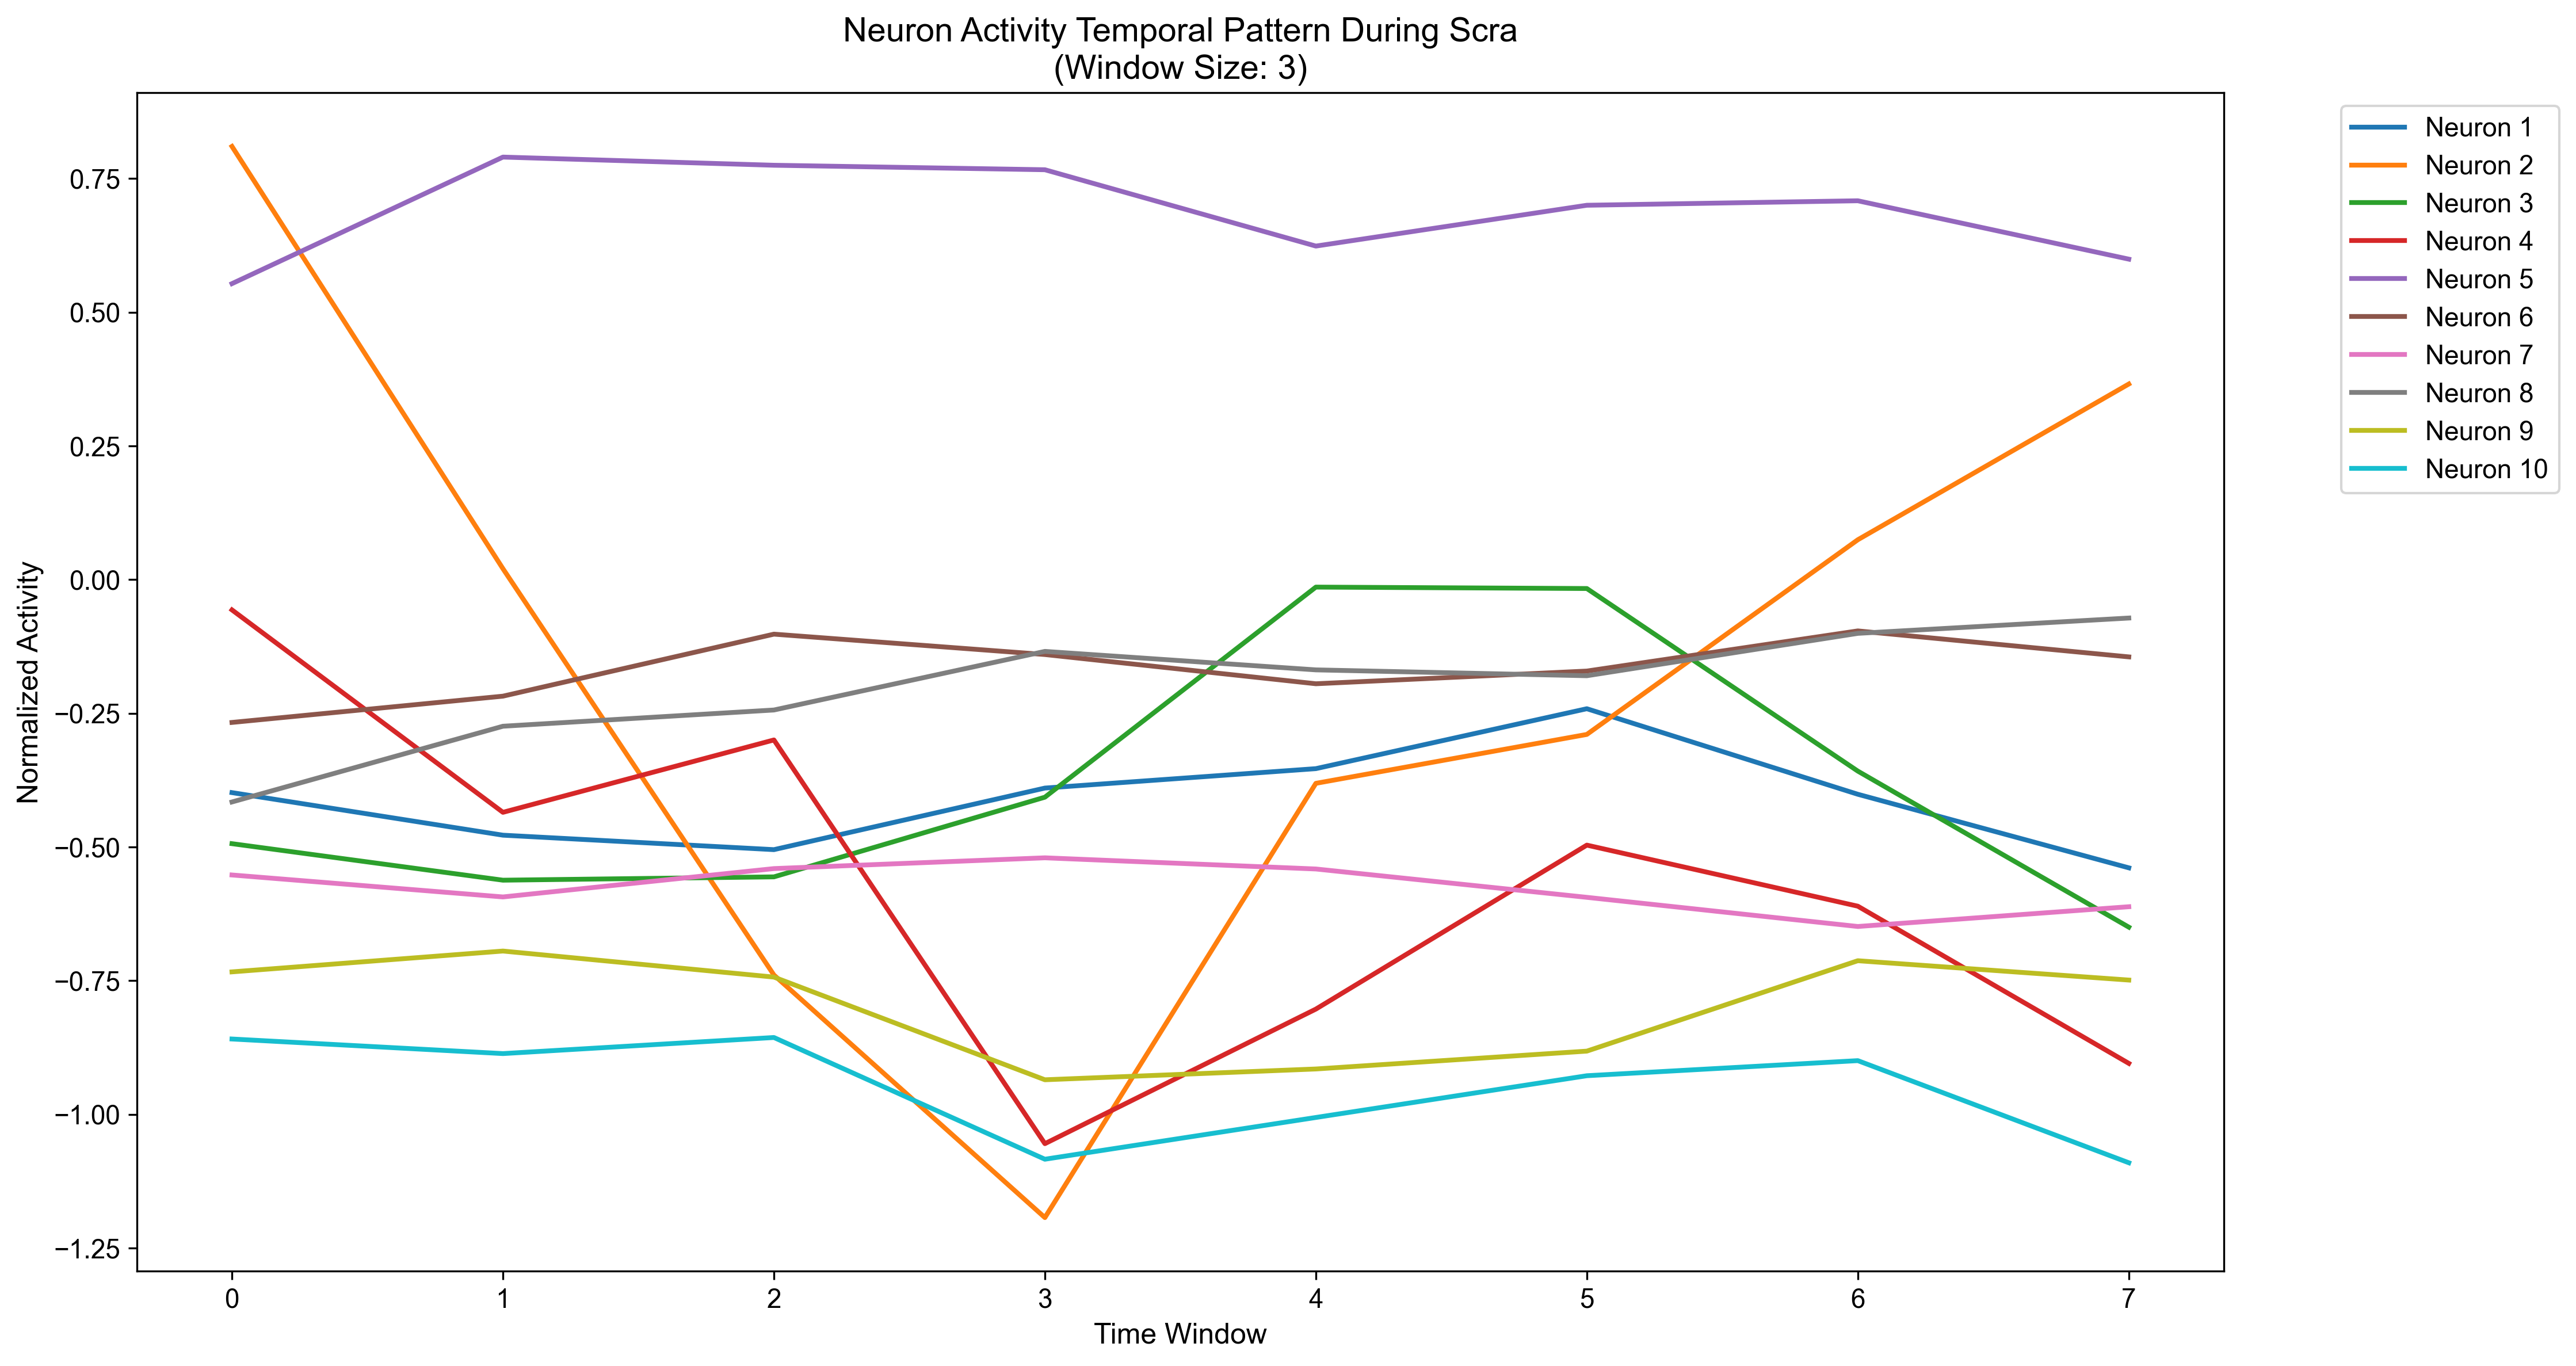 Neuron Activity Temporal Pattern During Scra
(Window Size: 3)
Normalized Activity
0.75
0.50
0.25
0.00
−0.25
−0.50
−0.75
−1.00
−1.25
0 1 2 3 4 5 6 7
Time Window
Neuron 1
Neuron 2
Neuron 3
Neuron 4
Neuron 5
Neuron 6
Neuron 7
Neuron 8
Neuron 9
Neuron 10